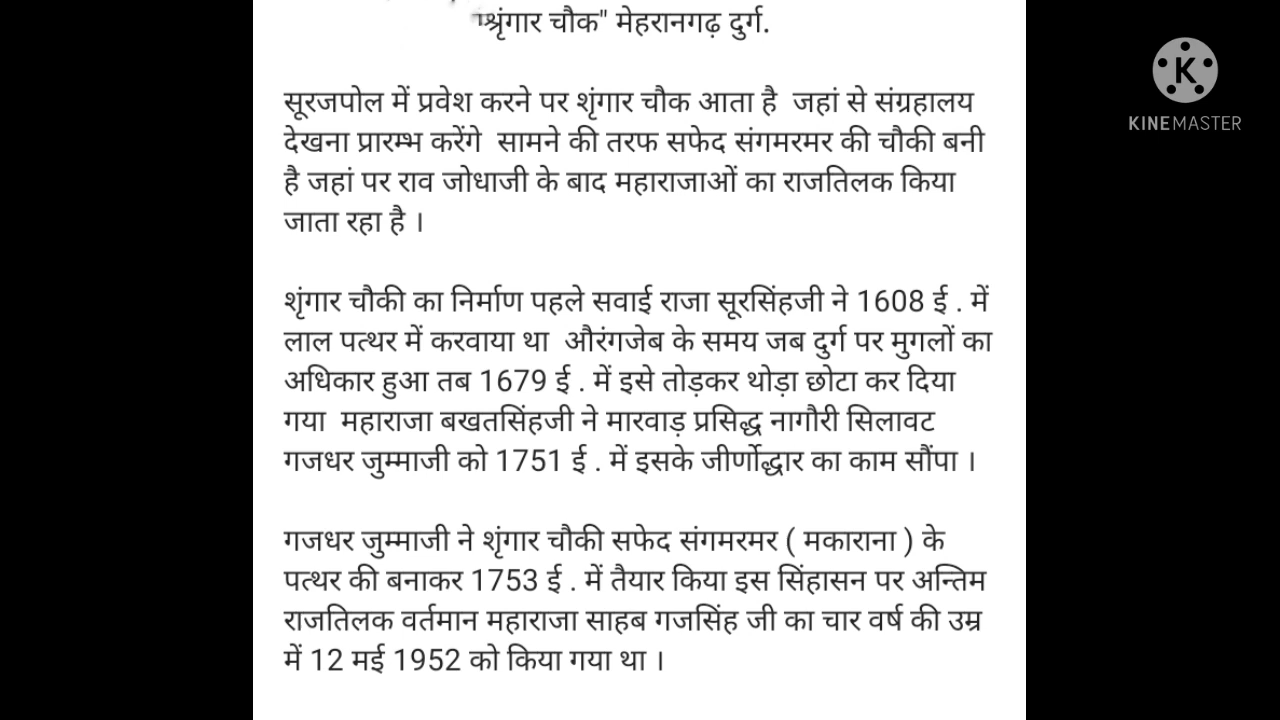 "श्रृंगार चौक" मेहरानगढ़ दुर्ग.
सूरजपोल में प्रवेश करने पर शृंगार चौक आता है जहां से संग्रहालय
देखना प्रारम्भ करेंगे सामने की तरफ सफेद संगमरमर की चौकी बनी
है जहां पर राव जोधाजी के बाद महाराजाओं का राजतिलक किया
जाता रहा है ।
शृंगार चौकी का निर्माण पहले सवाई राजा सूरसिंहजी ने 1608 ई . में
लाल पत्थर में करवाया था औरंगजेब के समय जब दुर्ग पर मुगलों का
अधिकार हुआ तब 1679 ई . में इसे तोड़कर थोड़ा छोटा कर दिया
गया महाराजा बखतसिंहजी ने मारवाड़ प्रसिद्ध नागौरी सिलावट
गजधर जुम्माजी को 1751 ई . में इसके जीर्णोद्धार का काम सौंपा ।
गजधर जुम्माजी ने शृंगार चौकी सफेद संगमरमर ( मकाराना ) के
पत्थर की बनाकर 1753 ई . में तैयार किया इस सिंहासन पर अन्तिम
राजतिलक वर्तमान महाराजा साहब गजसिंह जी का चार वर्ष की उम्र
में 12 मई 1952 को किया गया था ।
K
KINEMASTER